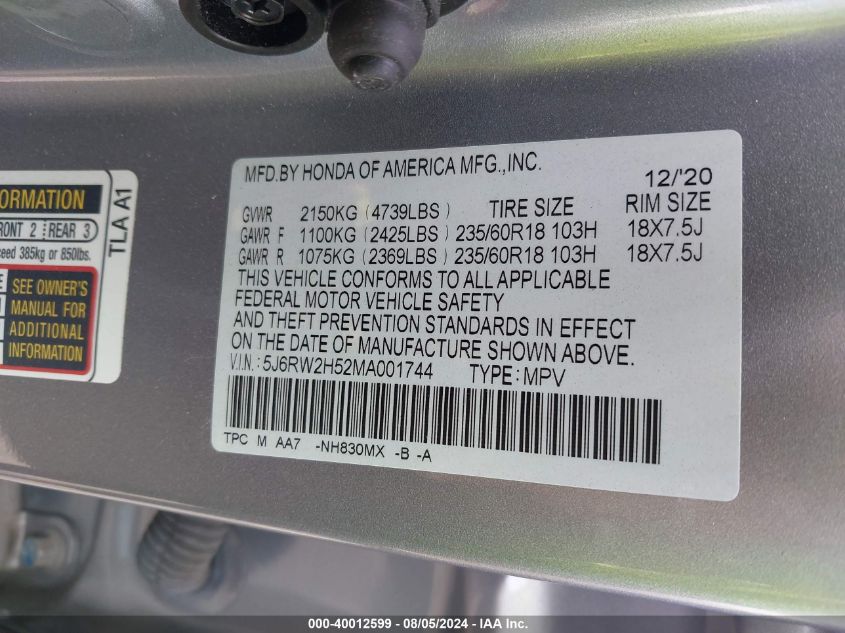 ORMATION
RONT 2 REAR 3
ceed 385kg or 850lbs.
SEE OWNER'S
MANUAL FOR
ADDITIONAL
INFORMATION
TLA A1
MFD.BY HONDA OF AMERICA MFG.,INC.
12/'20
GVWR 2150KG (4739LBS) TIRE SIZE RIM SIZE
GAWR F 1100KG (2425LBS) 235/60R18 103H 18X7.5J
GAWR R 1075KG (2369LBS) 235/60R18 103H 18X7.5J
THIS VEHICLE CONFORMS TO ALL APPLICABLE
FEDERAL MOTOR VEHICLE SAFETY
AND THEFT PREVENTION STANDARDS IN EFFECT
ON THE DATE OF MANUFACTURE SHOWN ABOVE.
V.I.N.: 5J6RW2H52MA001744 TYPE: MPV
TPC M AA7 -NH830MX -B -A
000-40012599 - 08/05/2024 - IAA Inc.